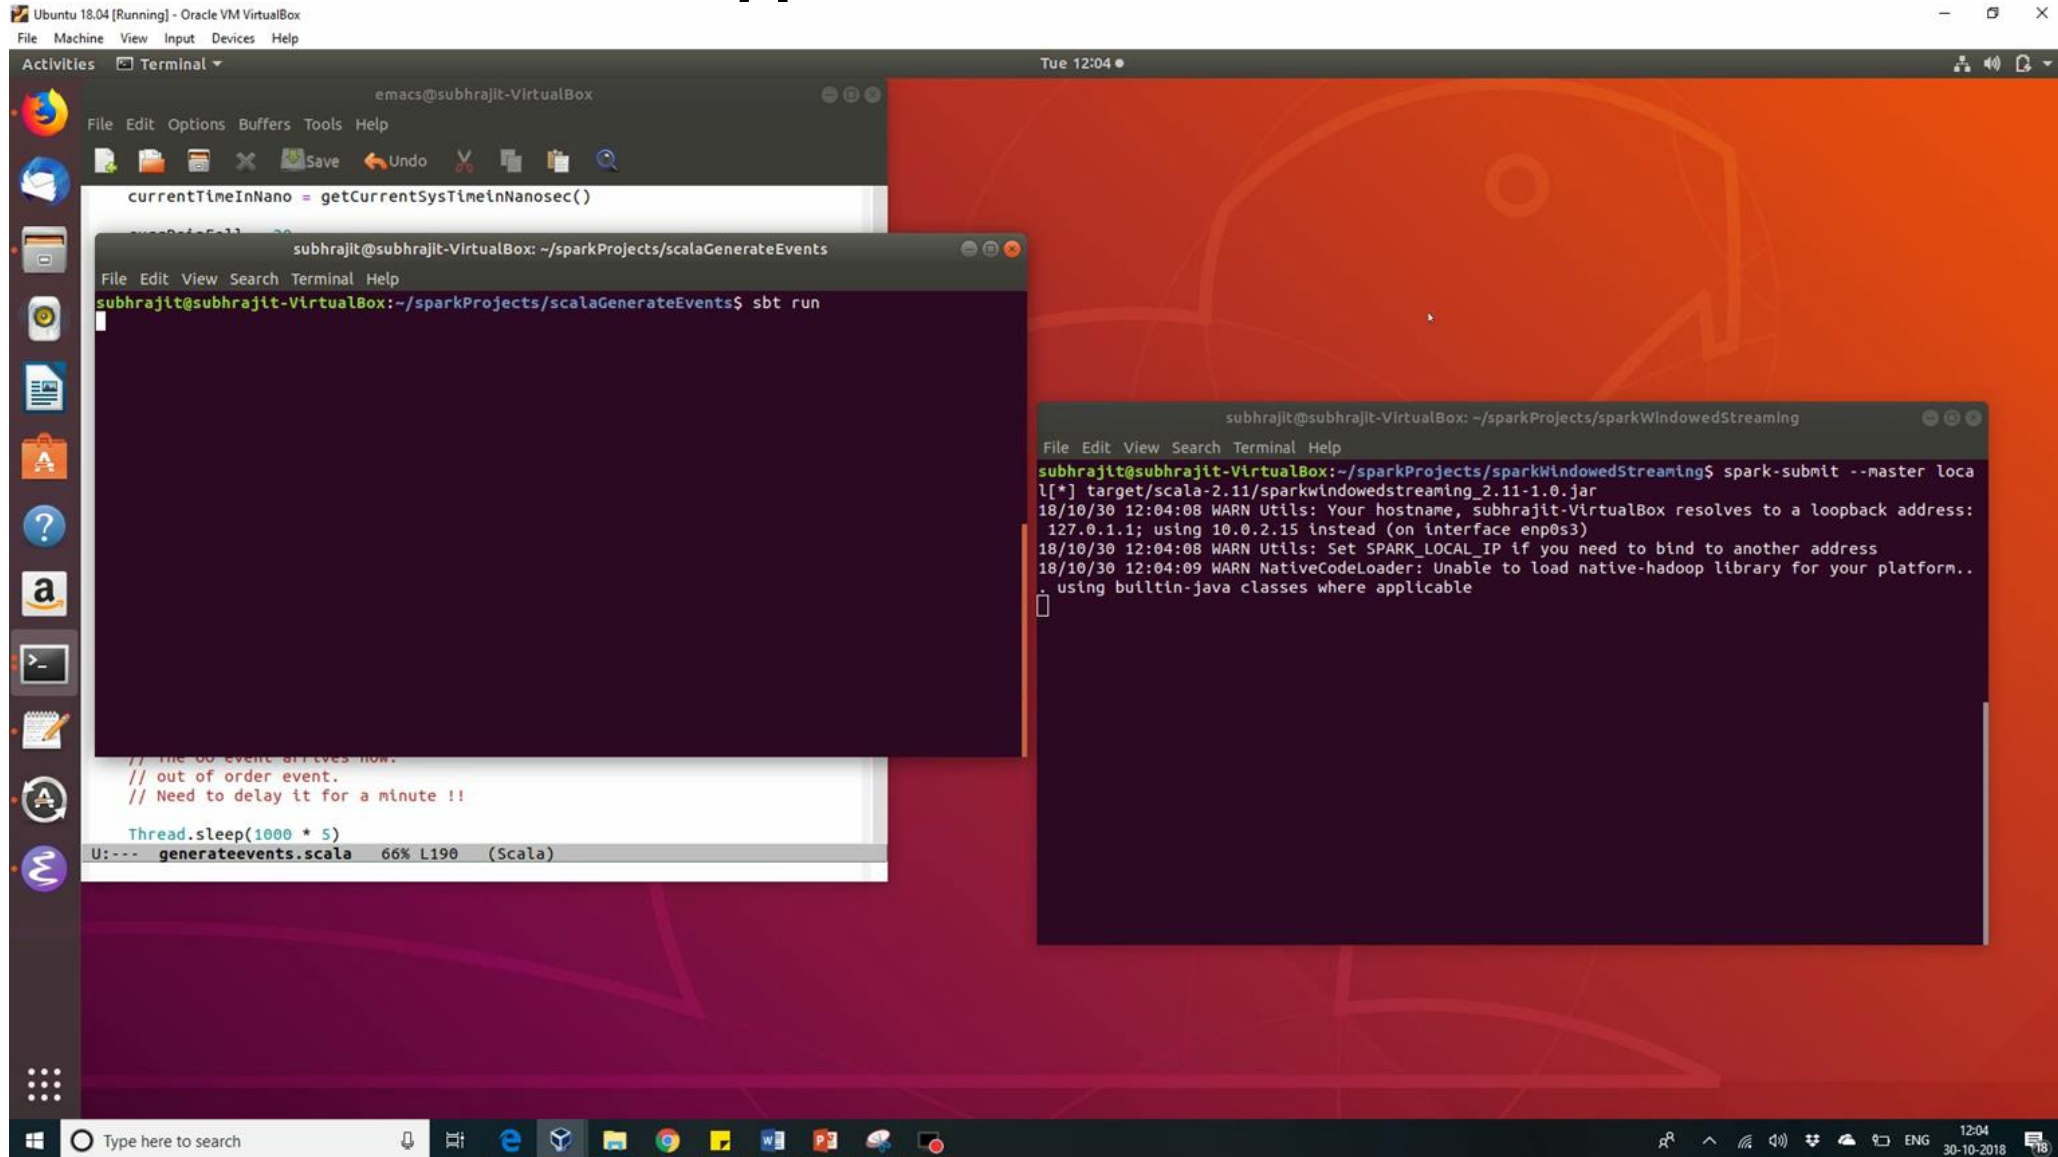 Ubuntu 18.04 [Running] - Oracle VM VirtualBox
File Machine View Input Devices Help
Activities Terminal Tue 12:04
emacs@subhrajit-VirtualBox
File Edit Options Buffers Tools Help
Save Undo
currentTimeInNano = getCurrentSysTimeinNanosec()
subhrajit@subhrajit-VirtualBox: ~/sparkProjects/scalaGenerateEvents
File Edit View Search Terminal Help
subhrajit@subhrajit-VirtualBox:~/sparkProjects/scalaGenerateEvents$ sbt run
// out of order event.
// Need to delay it for a minute !!
Thread.sleep(1000 * 5)
U:--- generateevents.scala 66% L190 (Scala)
subhrajit@subhrajit-VirtualBox: ~/sparkProjects/sparkWindowedStreaming
File Edit View Search Terminal Help
subhrajit@subhrajit-VirtualBox:~/sparkProjects/sparkWindowedStreaming$ spark-submit --master loca
l[*] target/scala-2.11/sparkwindowedstreaming_2.11-1.0.jar
18/10/30 12:04:08 WARN Utils: Your hostname, subhrajit-VirtualBox resolves to a loopback address:
127.0.1.1; using 10.0.2.15 instead (on interface enp0s3)
18/10/30 12:04:08 WARN Utils: Set SPARK_LOCAL_IP if you need to bind to another address
18/10/30 12:04:09 WARN NativeCodeLoader: Unable to load native-hadoop library for your platform..
. using builtin-java classes where applicable
Type here to search
ENG
12:04
30-10-2018
18